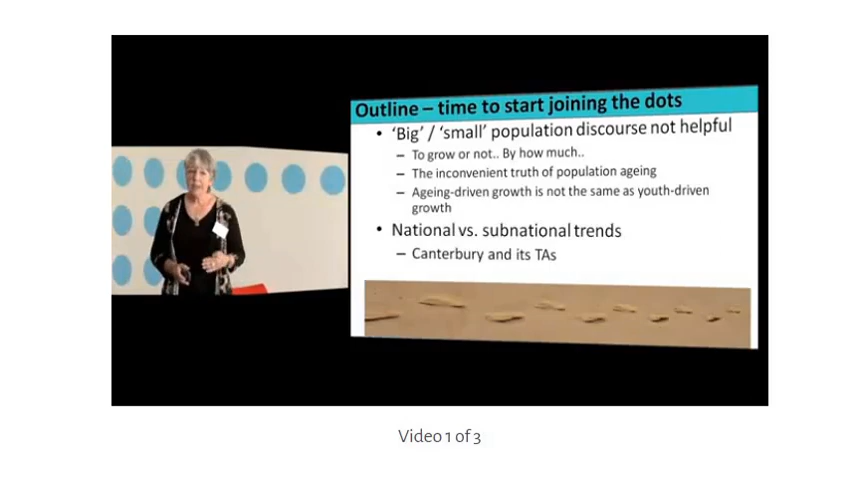 Outline – time to start joining the dots
• 'Big' / 'small' population discourse not helpful
– To grow or not.. By how much..
– The inconvenient truth of population ageing
– Ageing-driven growth is not the same as youth-driven
growth
• National vs. subnational trends
– Canterbury and its TAs
Video 1 of 3